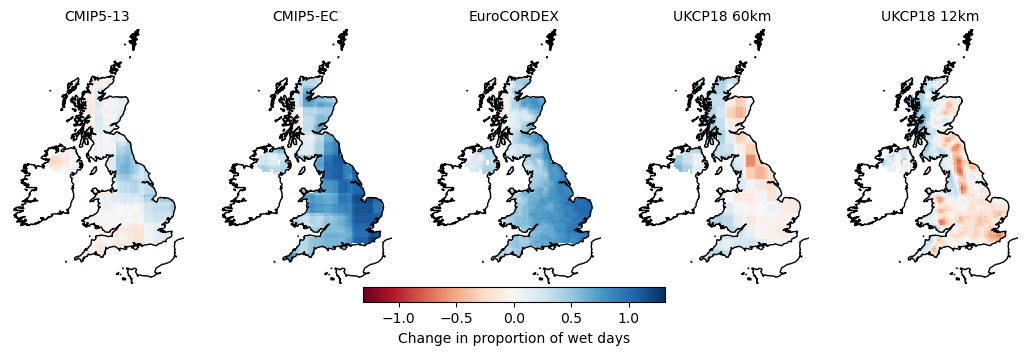 CMIP5-13 CMIP5-EC EuroCORDEX UKCP18 60km UKCP18 12km
−1.0 −0.5 0.0 0.5 1.0
Change in proportion of wet days